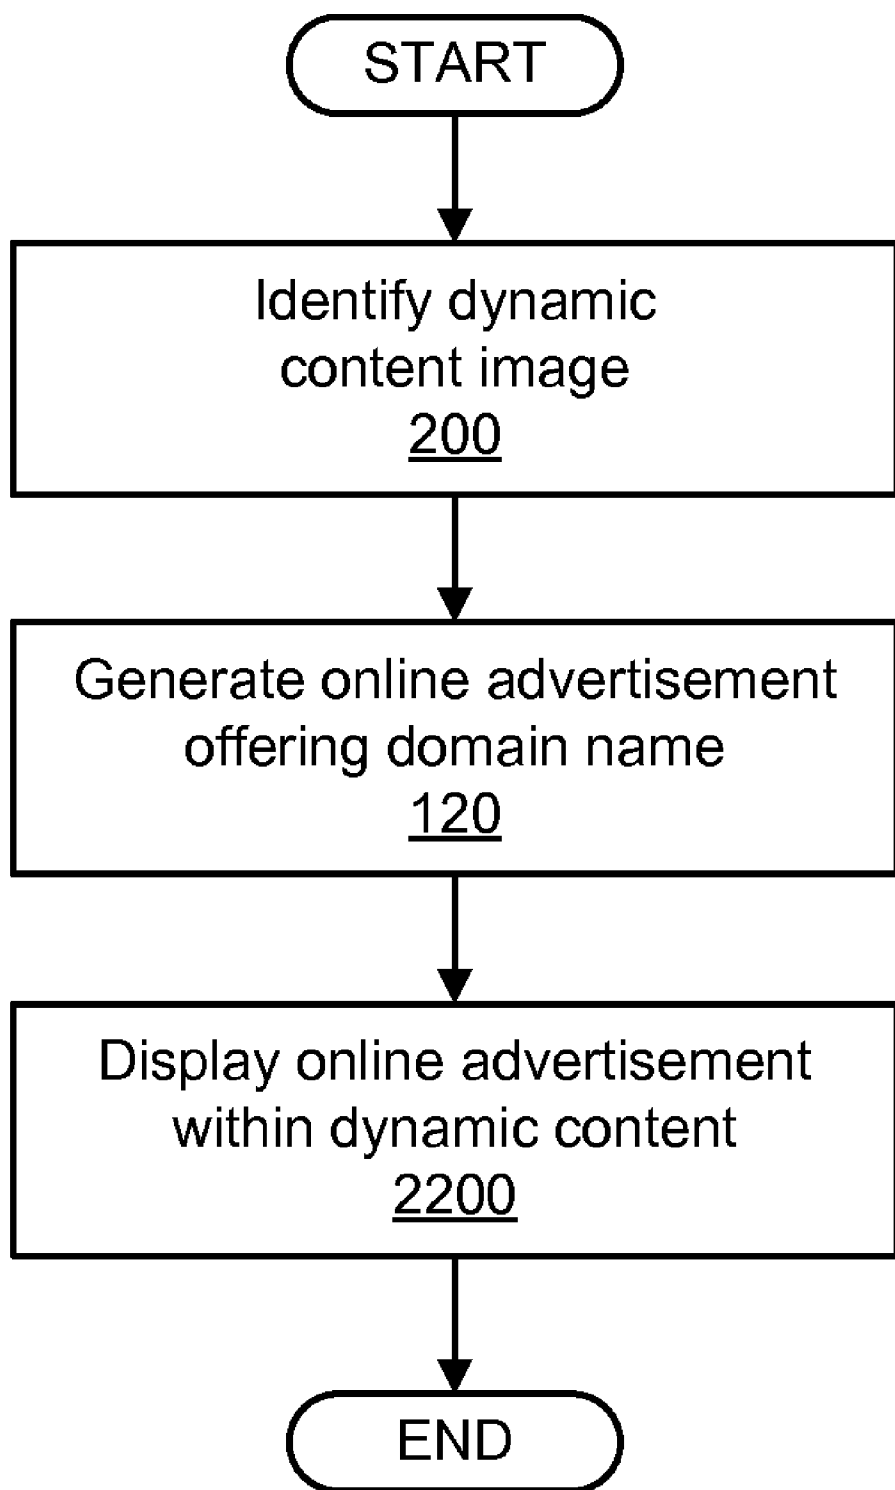 START
Identify dynamic
content image
200
Generate online advertisement
offering domain name
120
Display online advertisement
within dynamic content
2200
END